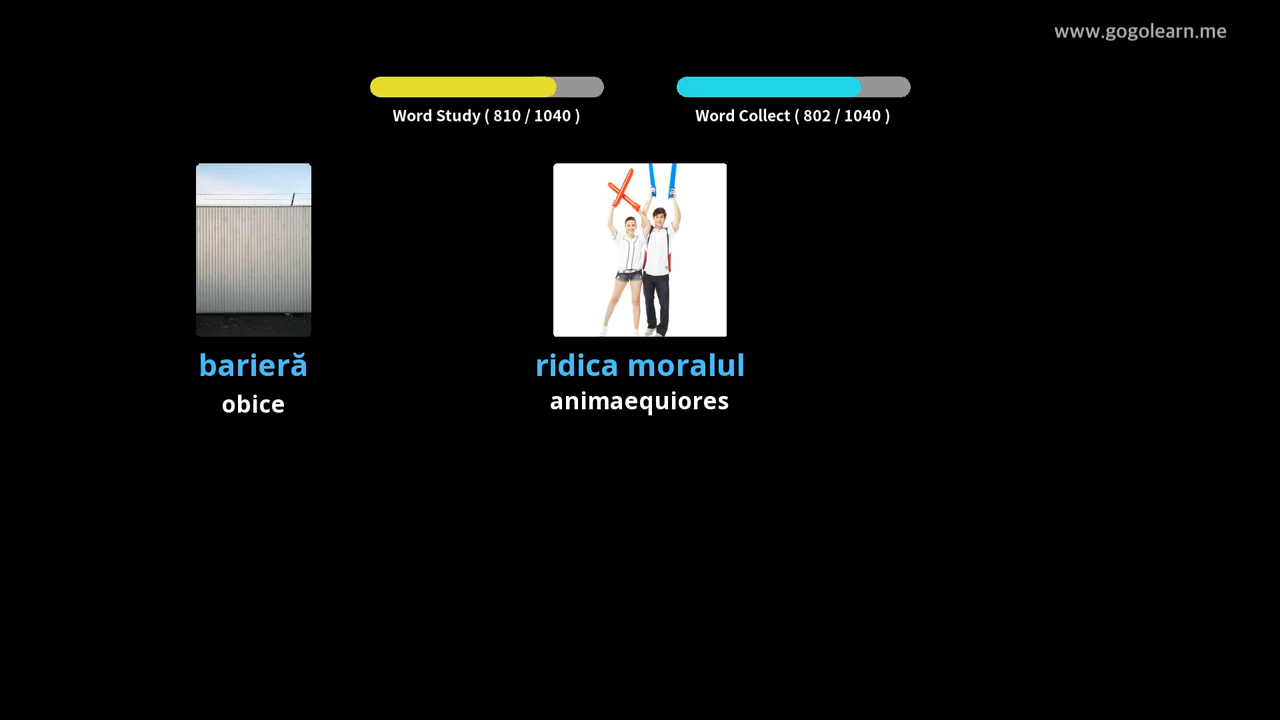 www.gogolearn.me
Word Study ( 810 / 1040 )
Word Collect ( 802 / 1040 )
barieră
obice
ridica moralul
animaequiores